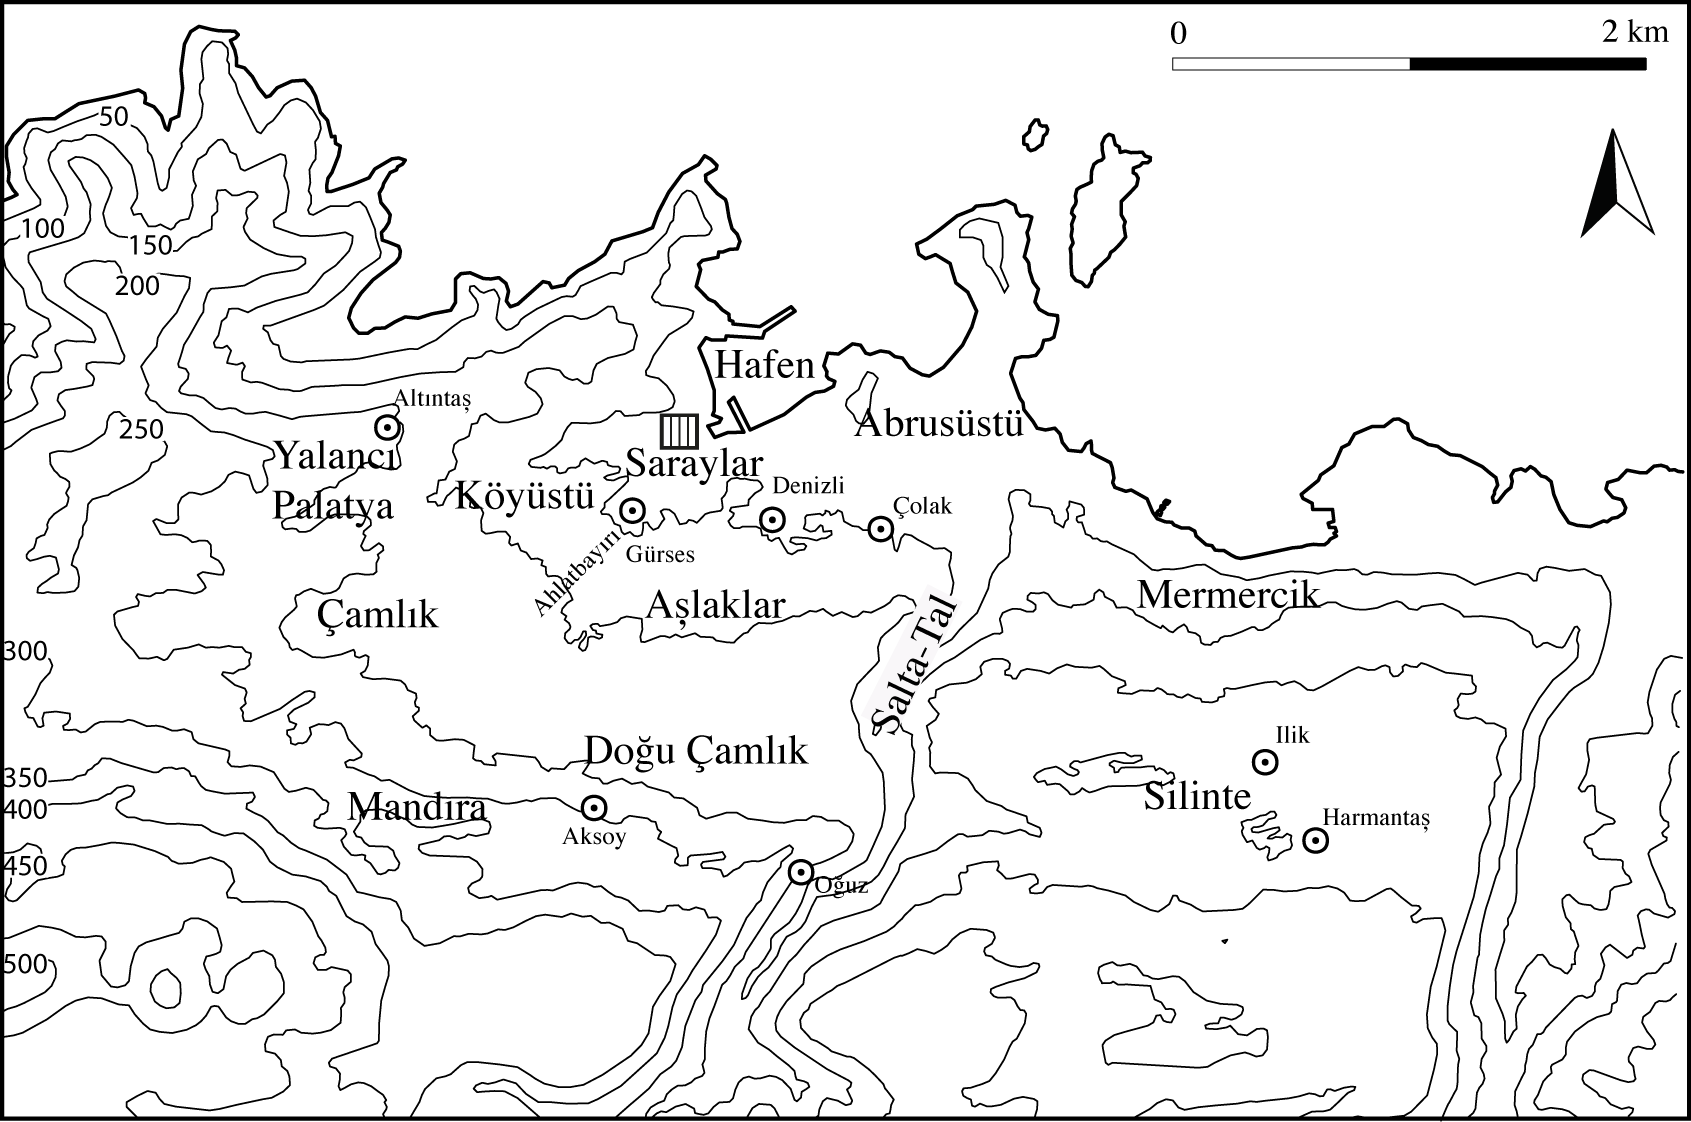 0
2 km
50
100
150
200
Hafen
Altıntaş
250
Abrusüstü
Yalancı
Palatya
Saraylar
Köyüstü
Denizli
Çolak
Ahlatbayırı
Gürses
Mermercik
Çamlık
Aşlaklar
Salta-Tal
300
Ilik
Doğu Çamlık
350
400
Mandıra
Silinte
Harmantaş
Aksoy
450
Oğuz
500